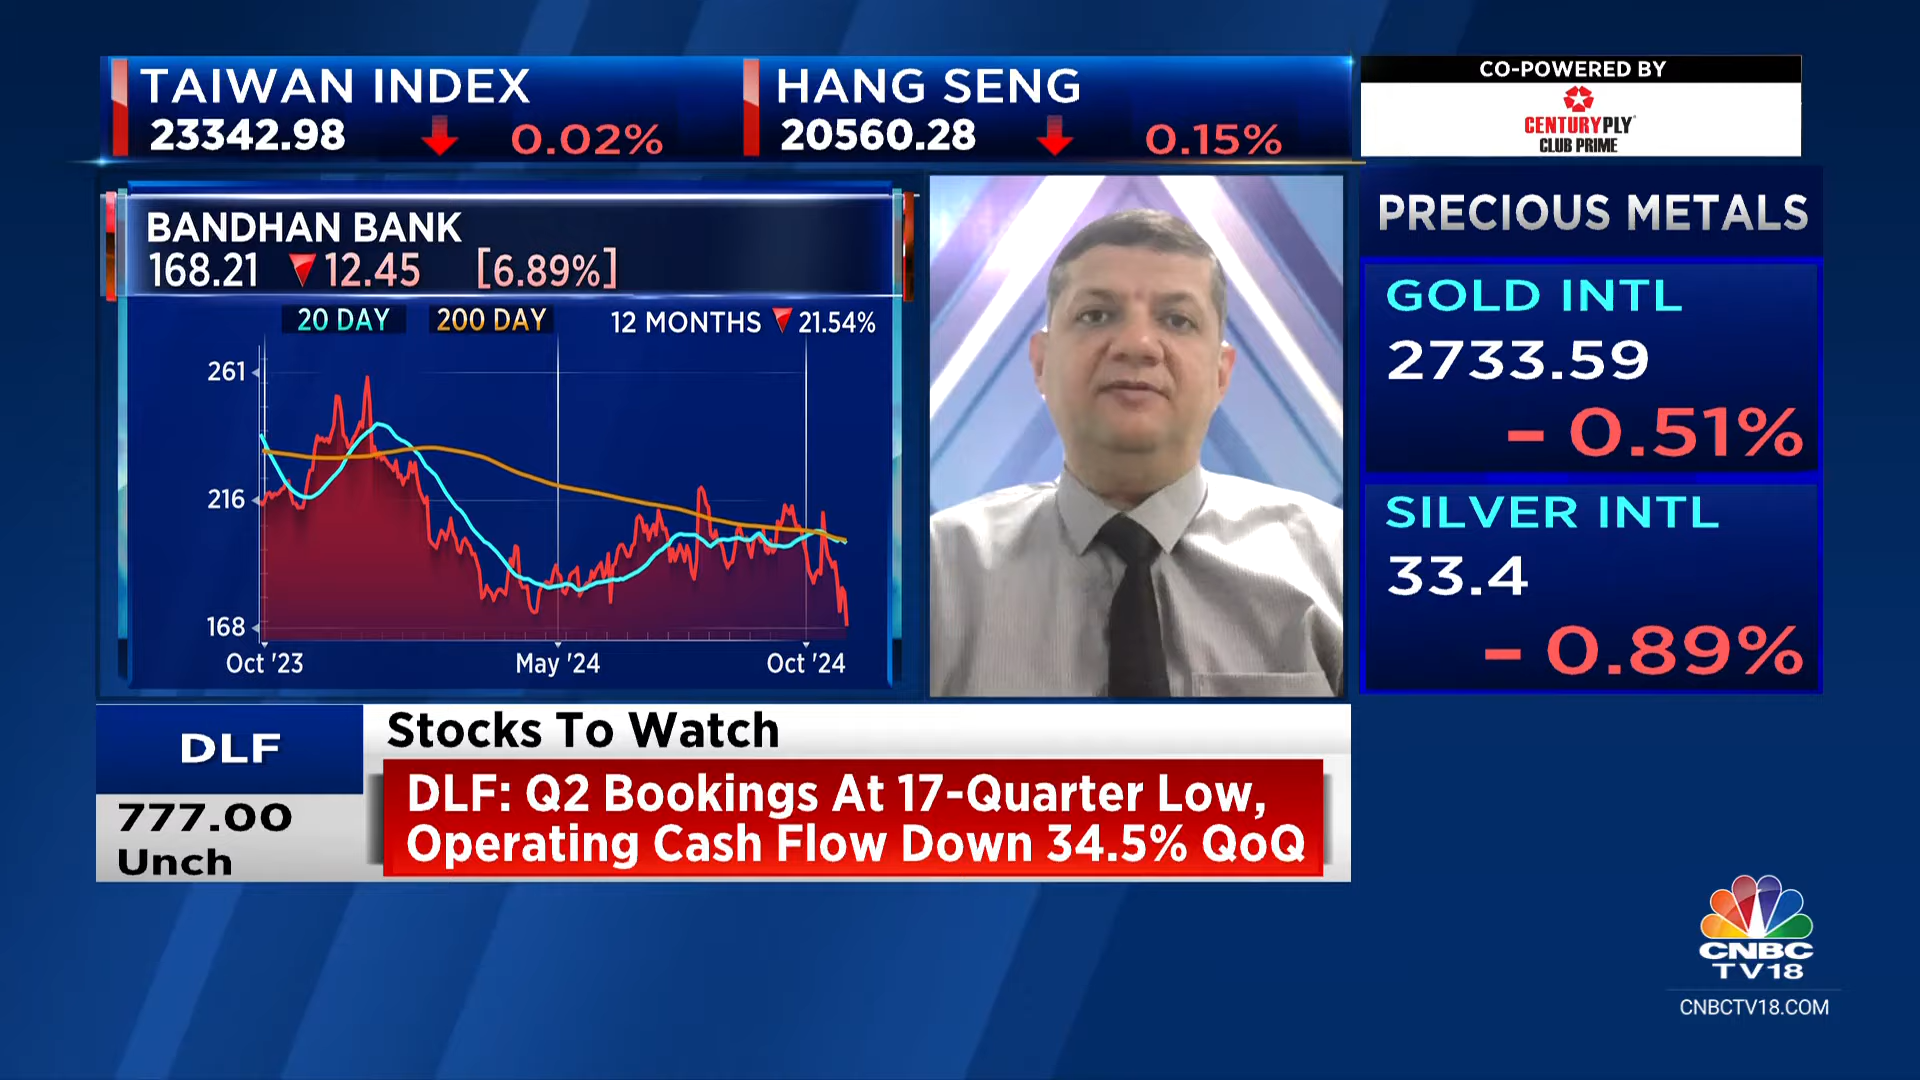 TAIWAN INDEX
23342.98 0.02%
HANG SENG
20560.28 0.15%
CO-POWERED BY
CENTURYPLY
CLUB PRIME
BANDHAN BANK
168.21 ▼12.45 [6.89%]
20 DAY 200 DAY 12 MONTHS ▼21.54%
261
216
168
Oct '23 May '24 Oct '24
PRECIOUS METALS
GOLD INTL
2733.59
- 0.51%
SILVER INTL
33.4
- 0.89%
DLF
777.00
Unch
Stocks To Watch
DLF: Q2 Bookings At 17-Quarter Low,
Operating Cash Flow Down 34.5% QoQ
CNBC
TV18
CNBCTV18.COM